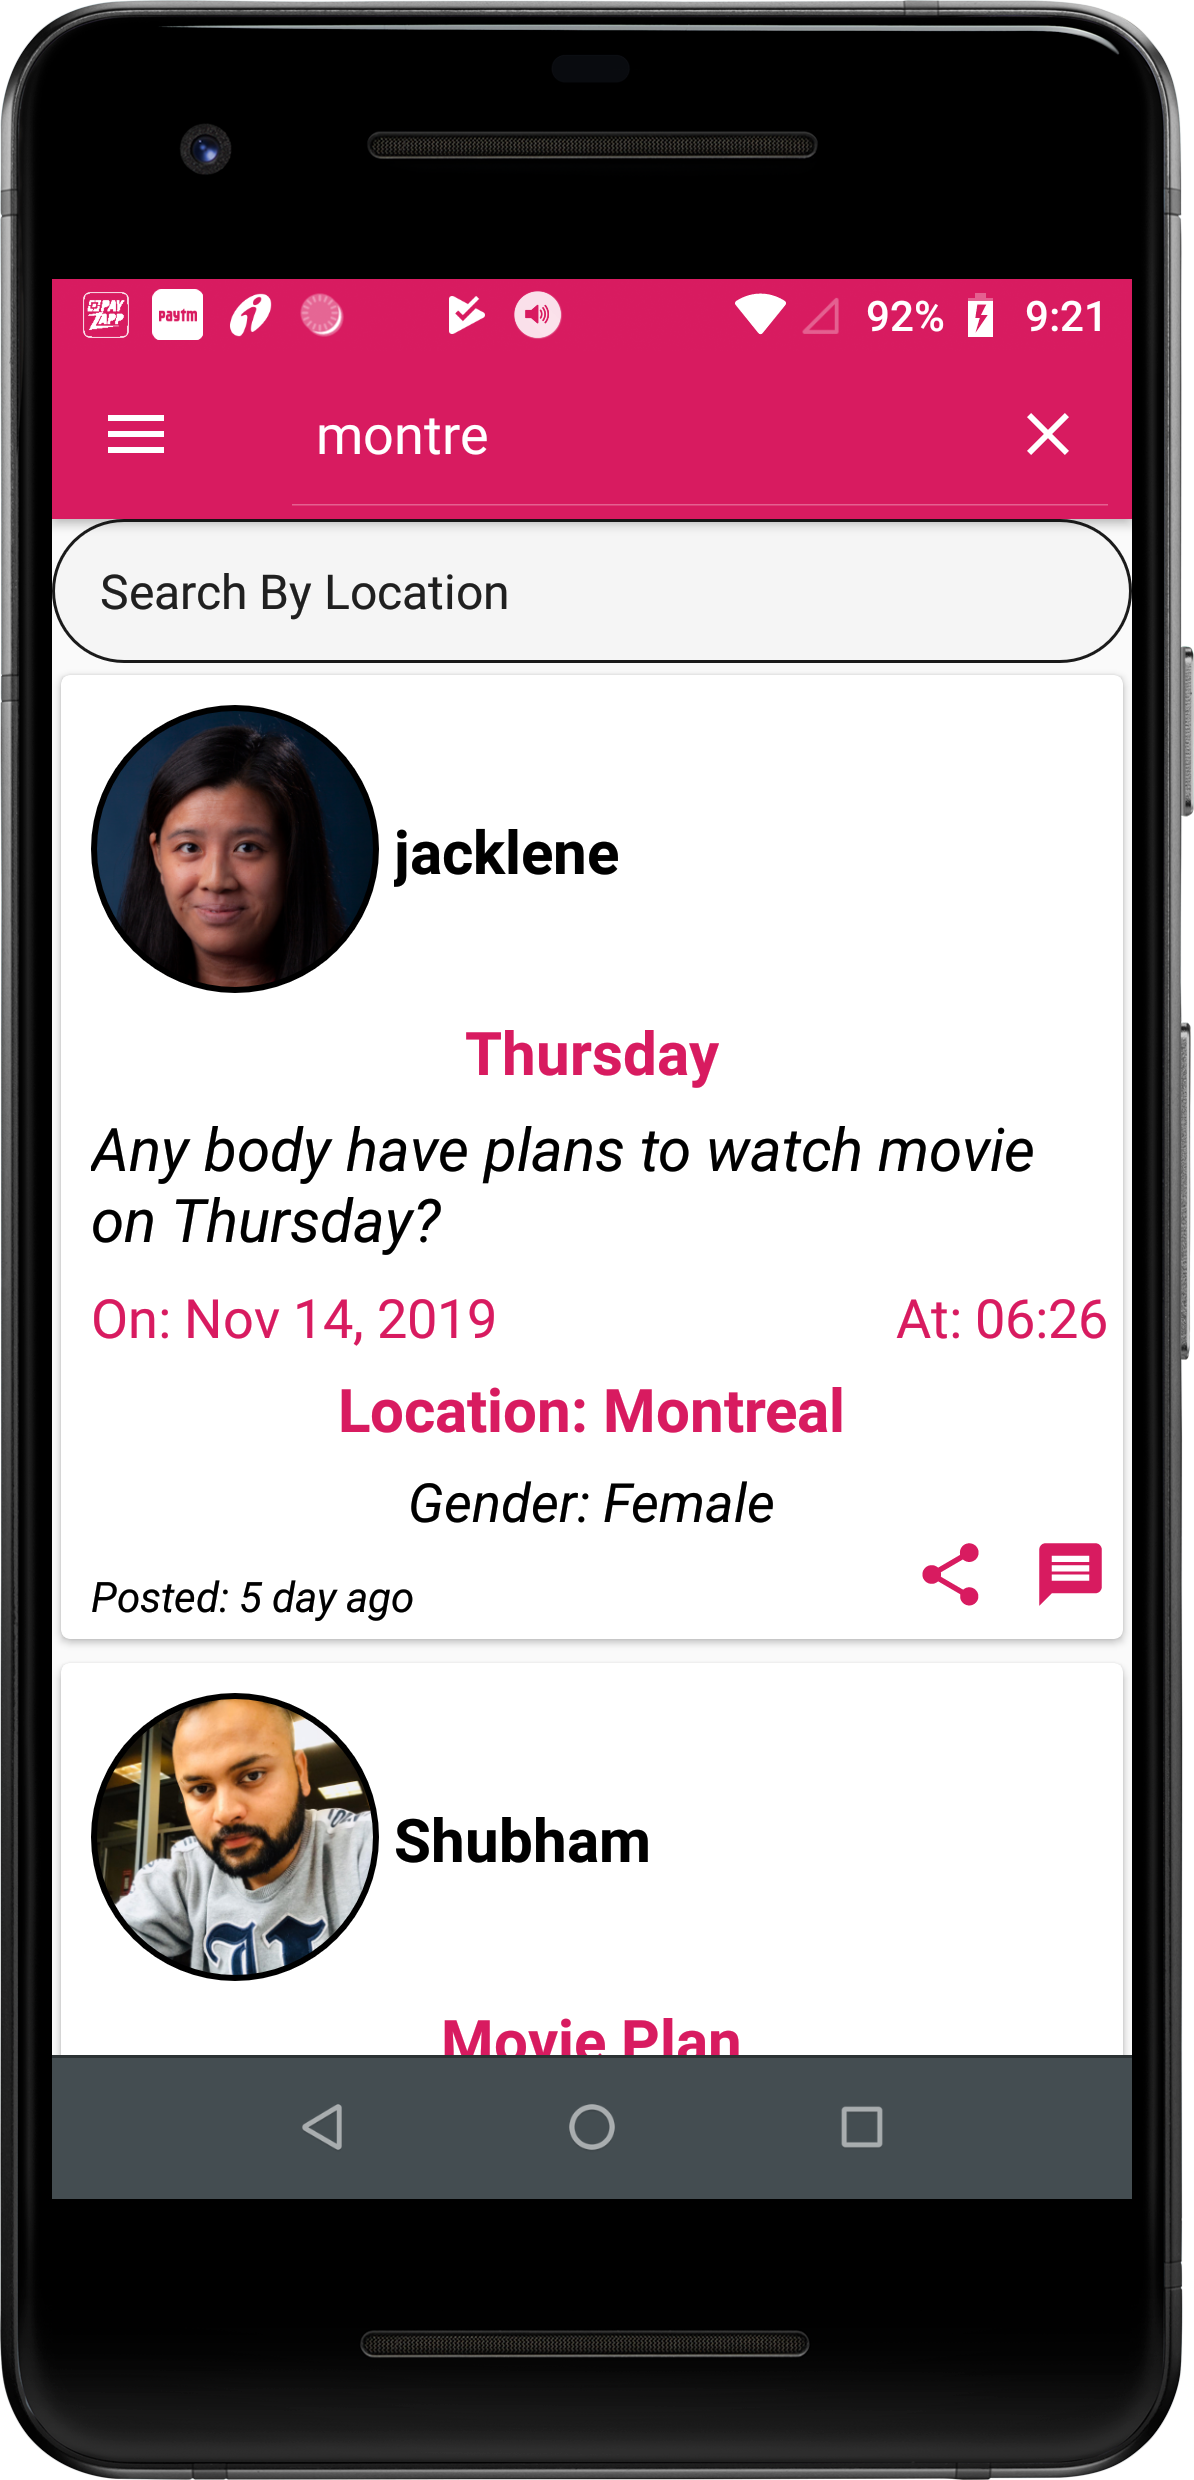 PAY
ZAPP
paytm
92% 9:21
montre
Search By Location
jacklene
Thursday
Any body have plans to watch movie
on Thursday?
On: Nov 14, 2019 At: 06:26
Location: Montreal
Gender: Female
Posted: 5 day ago
Shubham
Movie Plan